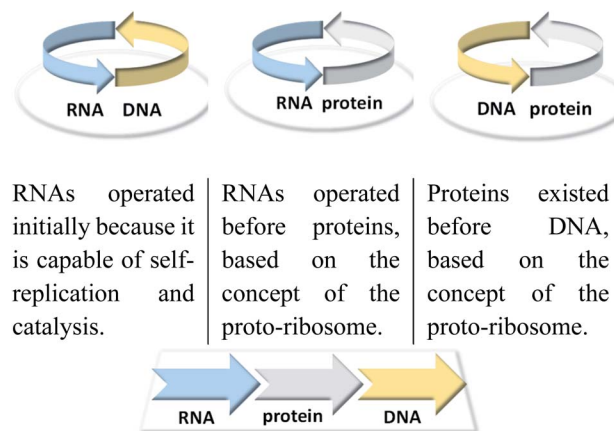 RNA DNA
RNA protein
DNA protein
RNAs operated
initially because it
is capable of self-
replication and
catalysis.
RNAs operated
before proteins,
based on the
concept of the
proto-ribosome.
Proteins existed
before DNA,
based on the
concept of the
proto-ribosome.
RNA protein DNA